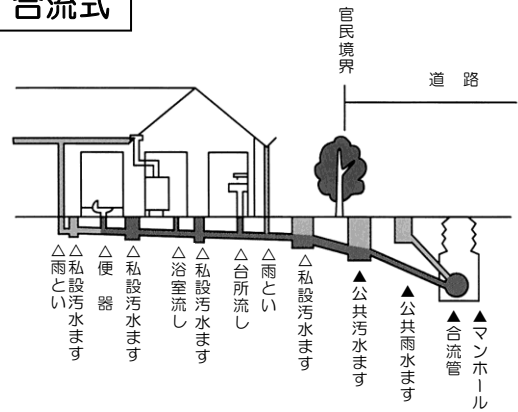 合流式
官民境界
道路
△雨とい
△私設汚水ます
△便器
△私設汚水ます
△浴室流し
△私設汚水ます
△台所流し
△雨とい
△私設汚水ます
▲公共汚水ます
▲公共雨水ます
▲合流管
▲マンホール